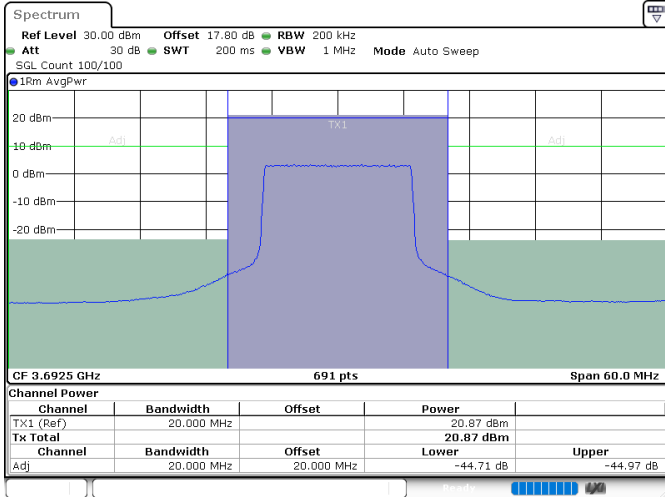 Spectrum
Ref Level 30.00 dBm Offset 17.80 dB RBW 200 kHz
Att 30 dB SWT 200 ms VBW 1 MHz Mode Auto Sweep
SGL Count 100/100
1Rm AvgPwr
20 dBm
TX1
Adj Adj
10 dBm
0 dBm
-10 dBm
-20 dBm
CF 3.6925 GHz 691 pts Span 60.0 MHz
Channel Power
Channel Bandwidth Offset Power
TX1 (Ref) 20.000 MHz 20.87 dBm
Tx Total 20.87 dBm
Channel Bandwidth Offset Lower Upper
Adj 20.000 MHz 20.000 MHz -44.71 dB -44.97 dB
Ready LXI